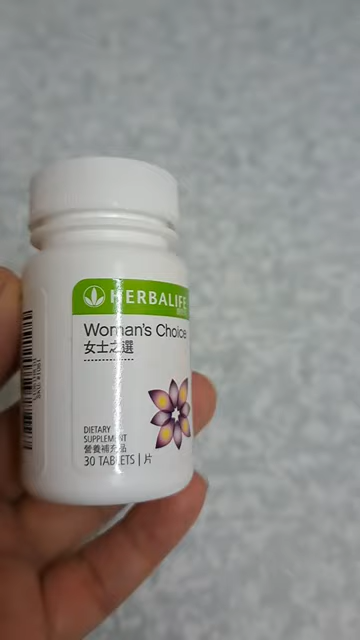 HERBALIFE
Woman's Choice
女士之選
DIETARY
SUPPLEMENT
營養補充品
30 TABLETS | 片